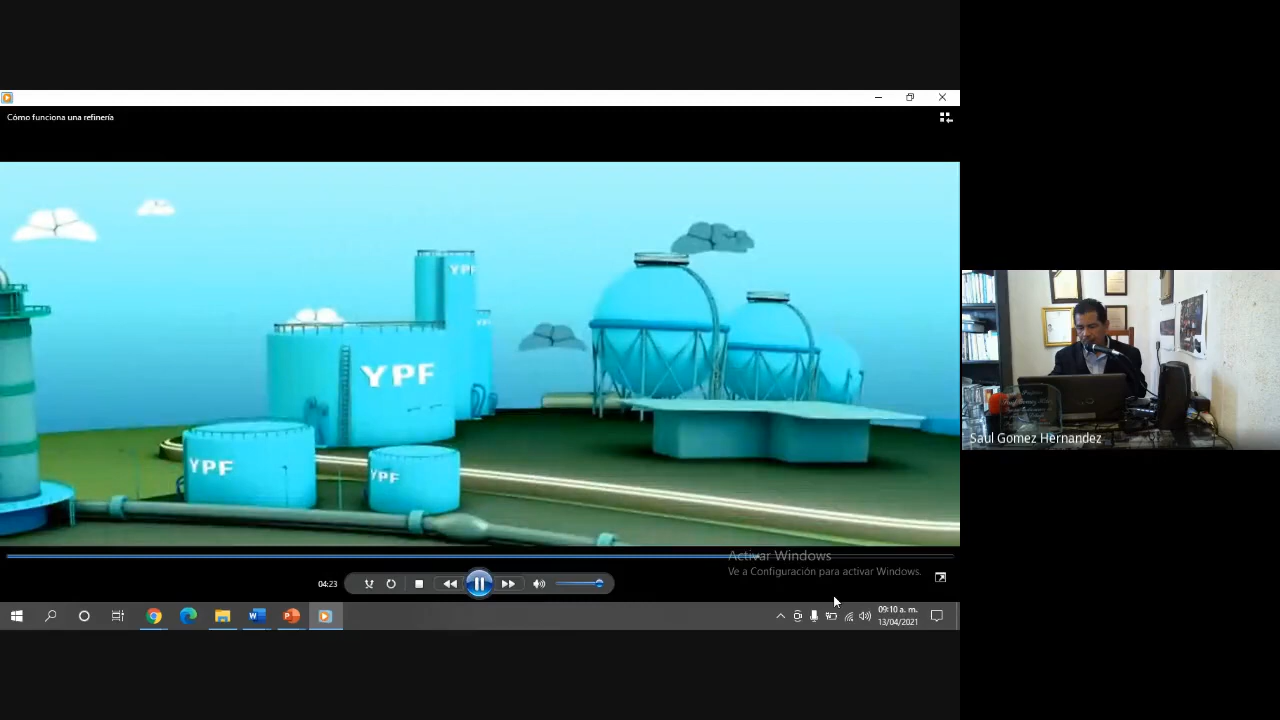 Cómo funciona una refinería
YPF
YPF
YPF
YPF
YPF
Activar Windows
Ve a Configuración para activar Windows.
04:23
09:10 a. m.
13/04/2021
Saul Gomez Hernandez